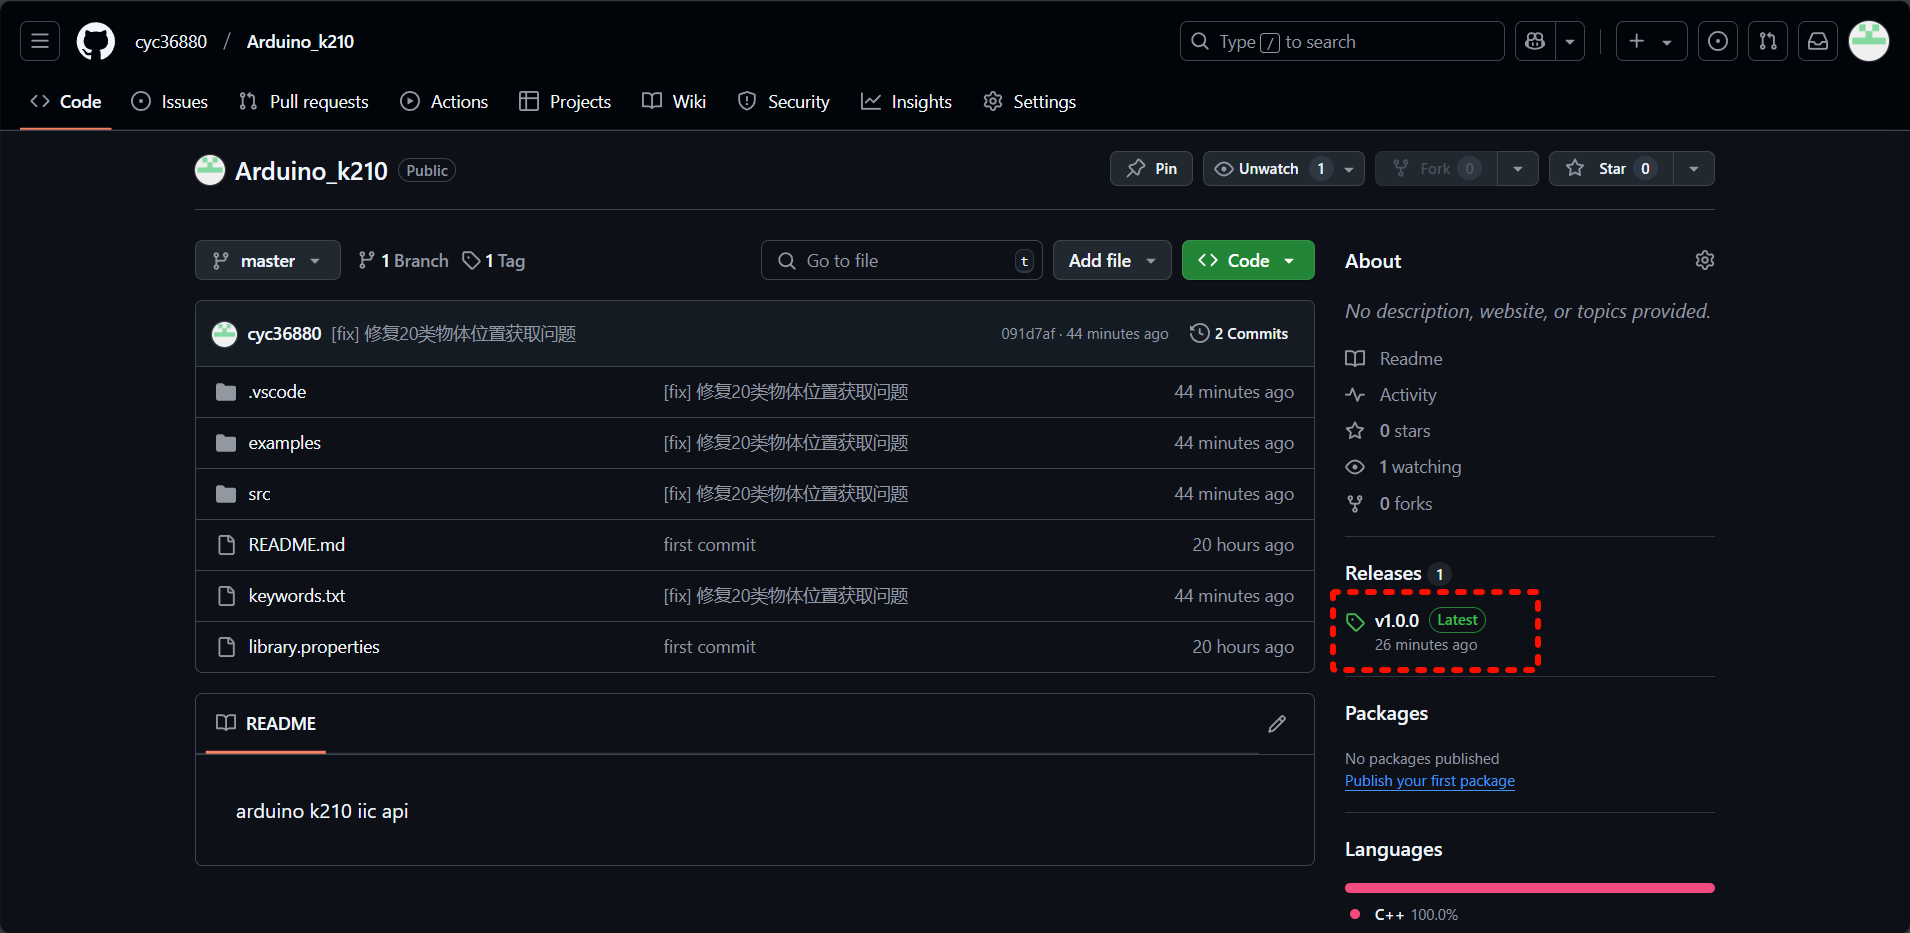 cyc36880 / Arduino_k210
Type / to search
Code Issues Pull requests Actions Projects Wiki Security Insights Settings
Arduino_k210 Public
Pin Unwatch 1 Fork 0 Star 0
master 1 Branch 1 Tag Go to file t Add file Code
cyc36880 [fix] 修复20类物体位置获取问题 091d7af · 44 minutes ago 2 Commits
.vscode [fix] 修复20类物体位置获取问题 44 minutes ago
examples [fix] 修复20类物体位置获取问题 44 minutes ago
src [fix] 修复20类物体位置获取问题 44 minutes ago
README.md first commit 20 hours ago
keywords.txt [fix] 修复20类物体位置获取问题 44 minutes ago
library.properties first commit 20 hours ago
README
arduino k210 iic api
About
No description, website, or topics provided.
Readme
Activity
0 stars
1 watching
0 forks
Releases 1
v1.0.0 Latest
26 minutes ago
Packages
No packages published
Publish your first package
Languages
C++ 100.0%